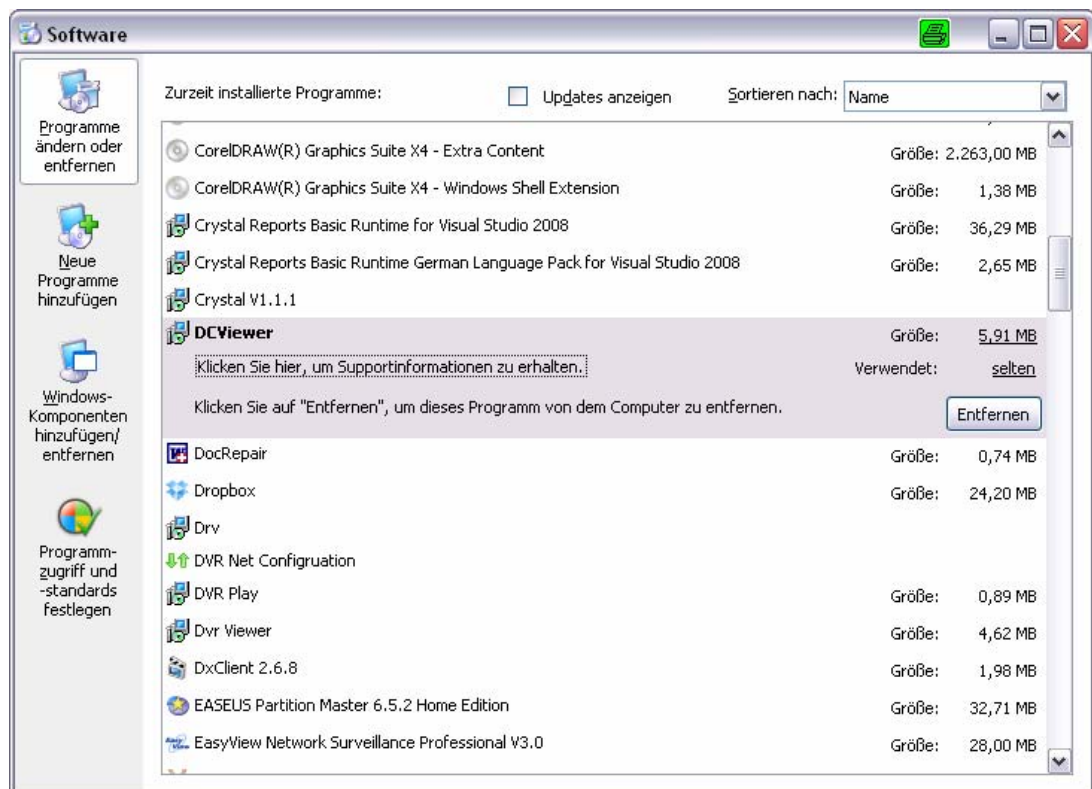 Software
Programme
ändern oder
entfernen
Neue
Programme
hinzufügen
Windows-
Komponenten
hinzufügen/
entfernen
Programm-
zugriff und
-standards
festlegen
Zurzeit installierte Programme: Updates anzeigen Sortieren nach: Name
CorelDRAW(R) Graphics Suite X4 - Extra Content Größe: 2.263,00 MB
CorelDRAW(R) Graphics Suite X4 - Windows Shell Extension Größe: 1,38 MB
Crystal Reports Basic Runtime for Visual Studio 2008 Größe: 36,29 MB
Crystal Reports Basic Runtime German Language Pack for Visual Studio 2008 Größe: 2,65 MB
Crystal V1.1.1
DCViewer Größe: 5,91 MB
Klicken Sie hier, um Supportinformationen zu erhalten. Verwendet: selten
Klicken Sie auf "Entfernen", um dieses Programm von dem Computer zu entfernen. Entfernen
DocRepair Größe: 0,74 MB
Dropbox Größe: 24,20 MB
Drv
DVR Net Configruation
DVR Play Größe: 0,89 MB
Dvr Viewer Größe: 4,62 MB
DxClient 2.6.8 Größe: 1,98 MB
EASEUS Partition Master 6.5.2 Home Edition Größe: 32,71 MB
EasyView Network Surveillance Professional V3.0 Größe: 28,00 MB